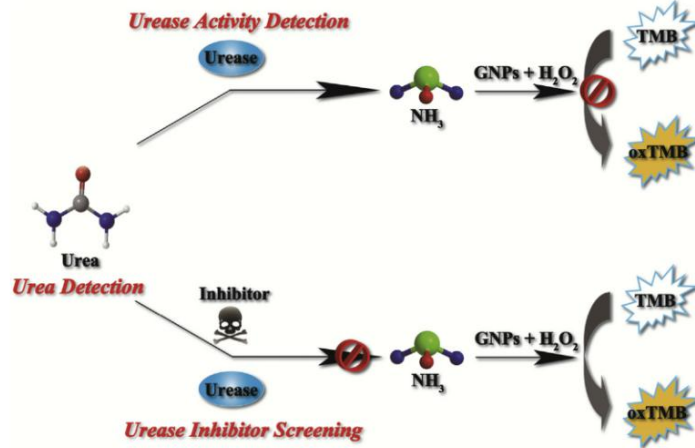 Urease Activity Detection
Urease
NH₃
GNPs + H₂O₂
TMB
oxTMB
Urea
Urea Detection
Inhibitor
Urease
Urease Inhibitor Screening
NH₃
GNPs + H₂O₂
TMB
oxTMB